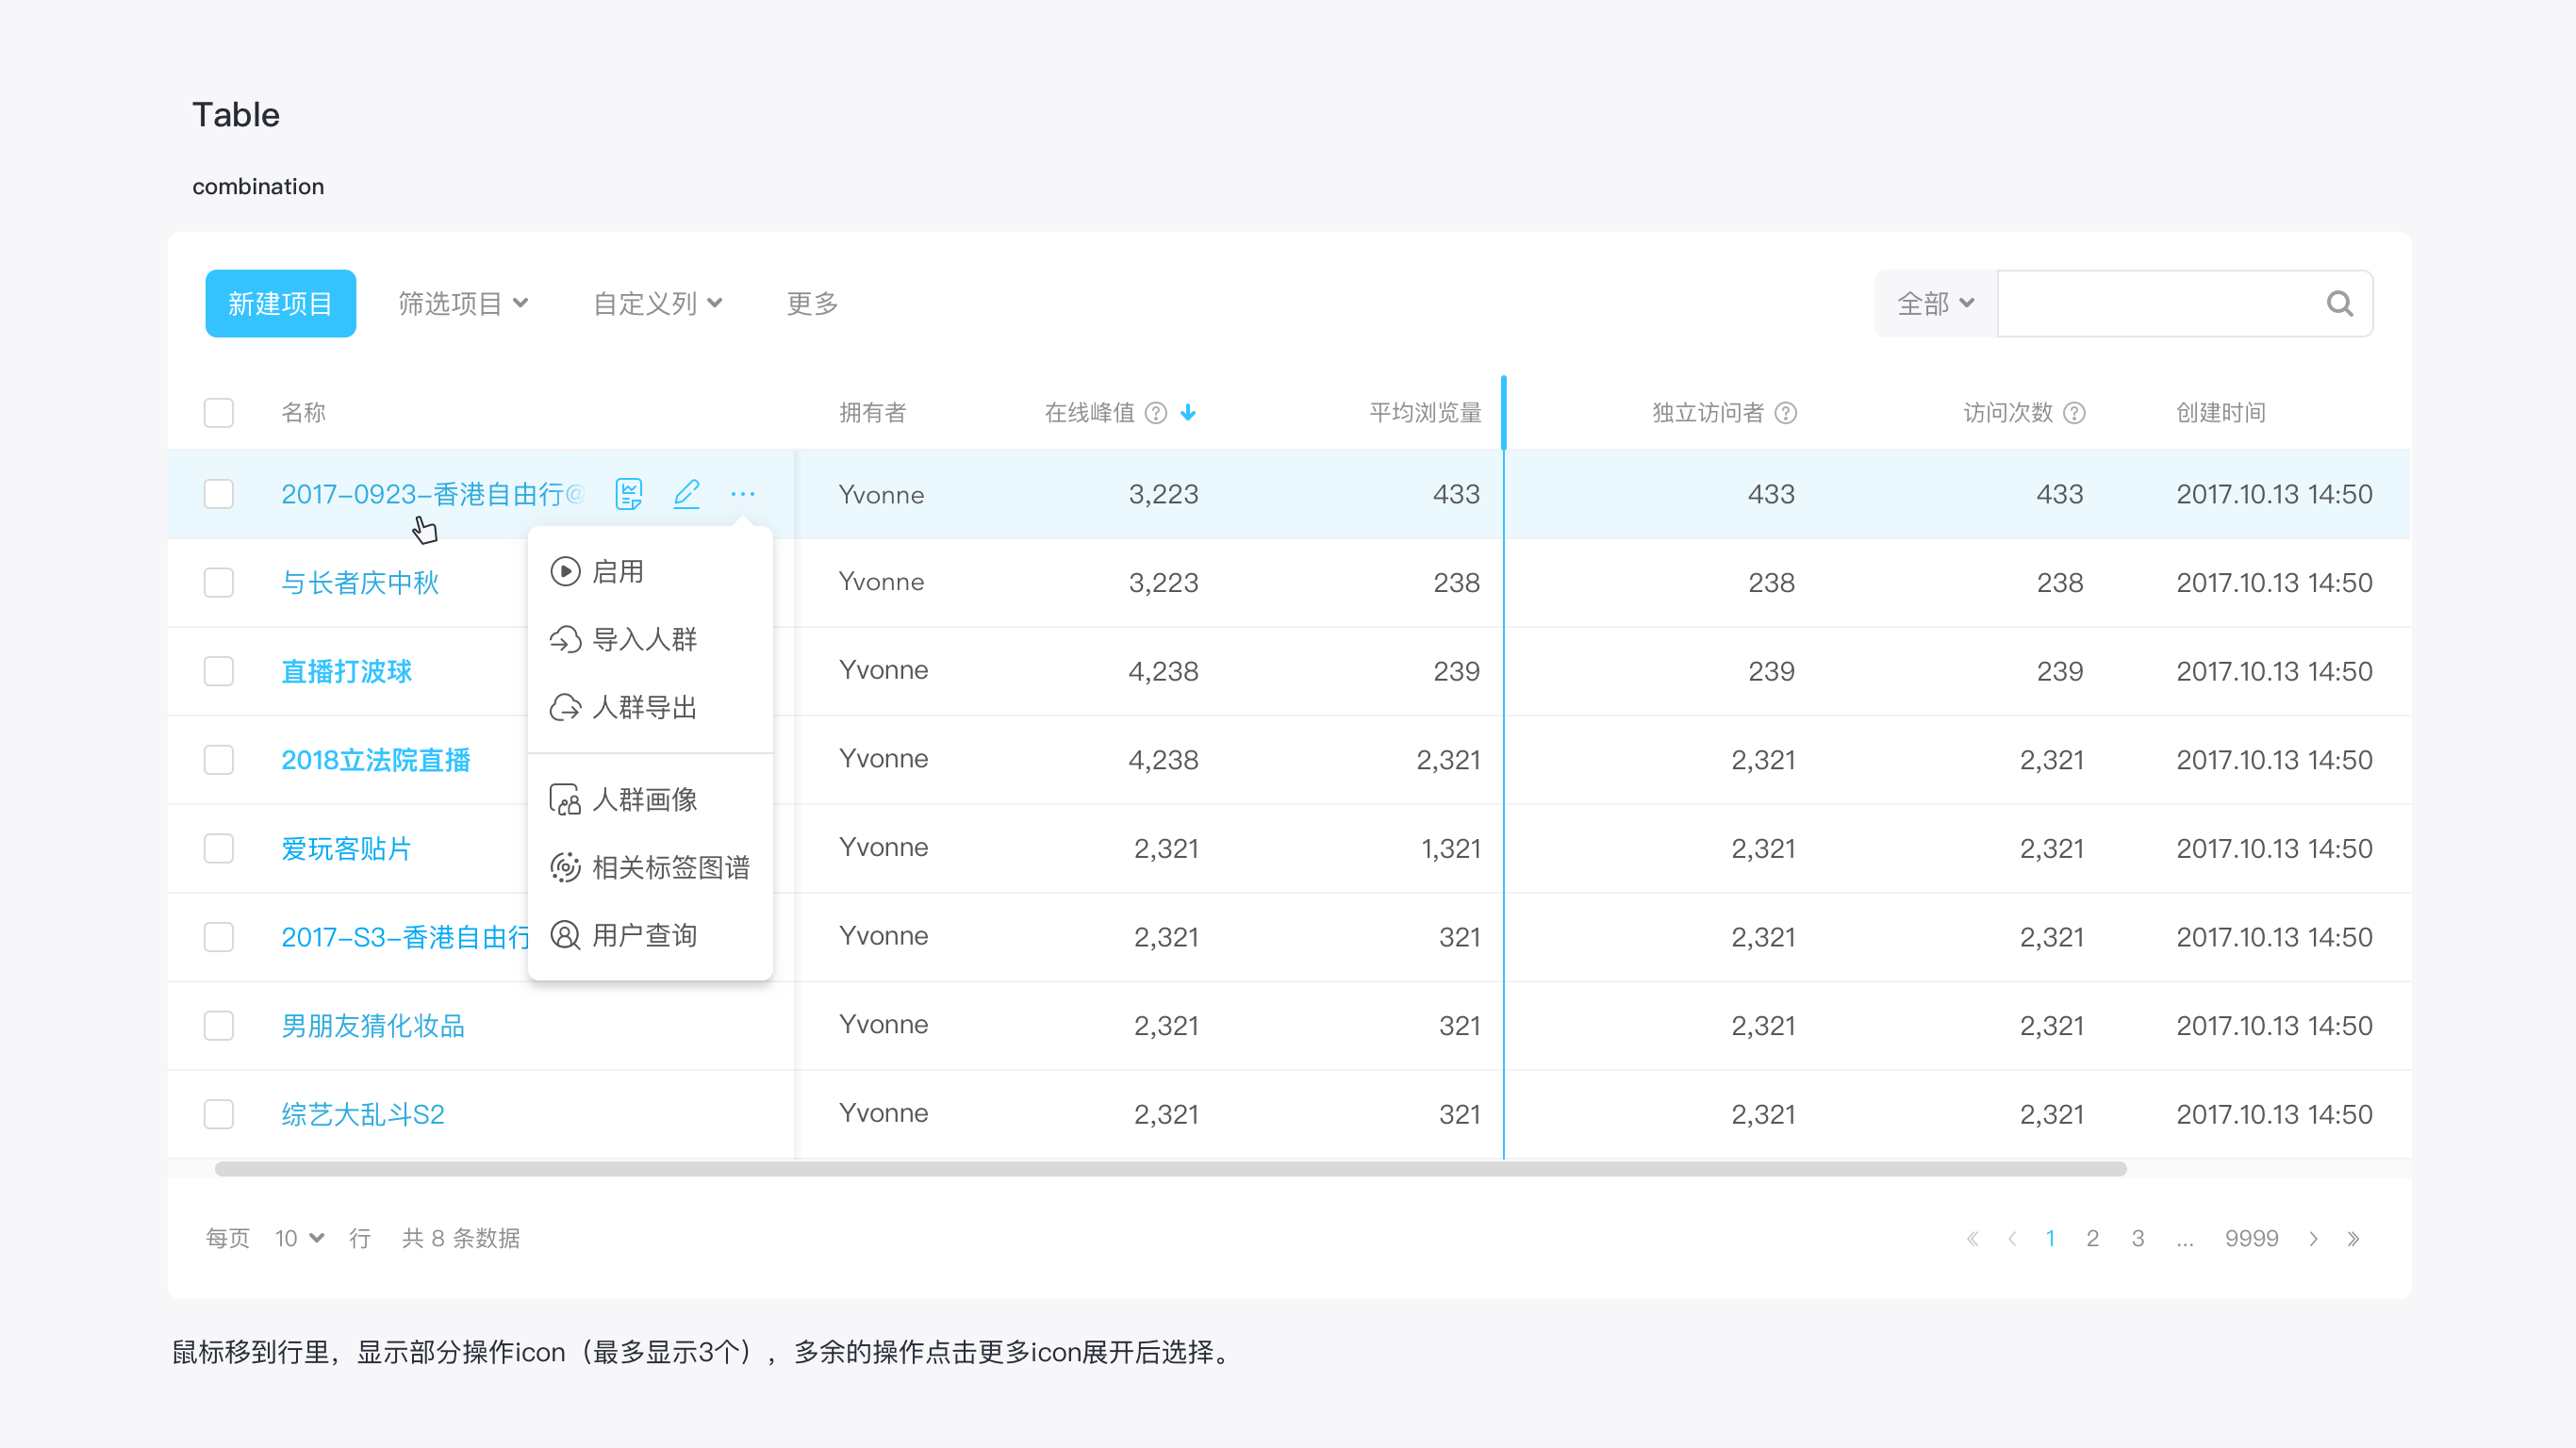 Table
combination
新建项目 筛选项目 自定义列 更多 全部
名称 拥有者 在线峰值 平均浏览量 独立访问者 访问次数 创建时间
2017-0923-香港自由行@ Yvonne 3,223 433 433 433 2017.10.13 14:50
与长者庆中秋 Yvonne 3,223 238 238 238 2017.10.13 14:50
直播打波球 Yvonne 4,238 239 239 239 2017.10.13 14:50
2018立法院直播 Yvonne 4,238 2,321 2,321 2,321 2017.10.13 14:50
爱玩客贴片 Yvonne 2,321 1,321 2,321 2,321 2017.10.13 14:50
2017-S3-香港自由行 Yvonne 2,321 321 2,321 2,321 2017.10.13 14:50
男朋友猜化妆品 Yvonne 2,321 321 2,321 2,321 2017.10.13 14:50
综艺大乱斗S2 Yvonne 2,321 321 2,321 2,321 2017.10.13 14:50
启用
导入人群
人群导出
人群画像
相关标签图谱
用户查询
每页 10 行 共 8 条数据 « ‹ 1 2 3 ... 9999 › »
鼠标移到行里，显示部分操作icon（最多显示3个），多余的操作点击更多icon展开后选择。